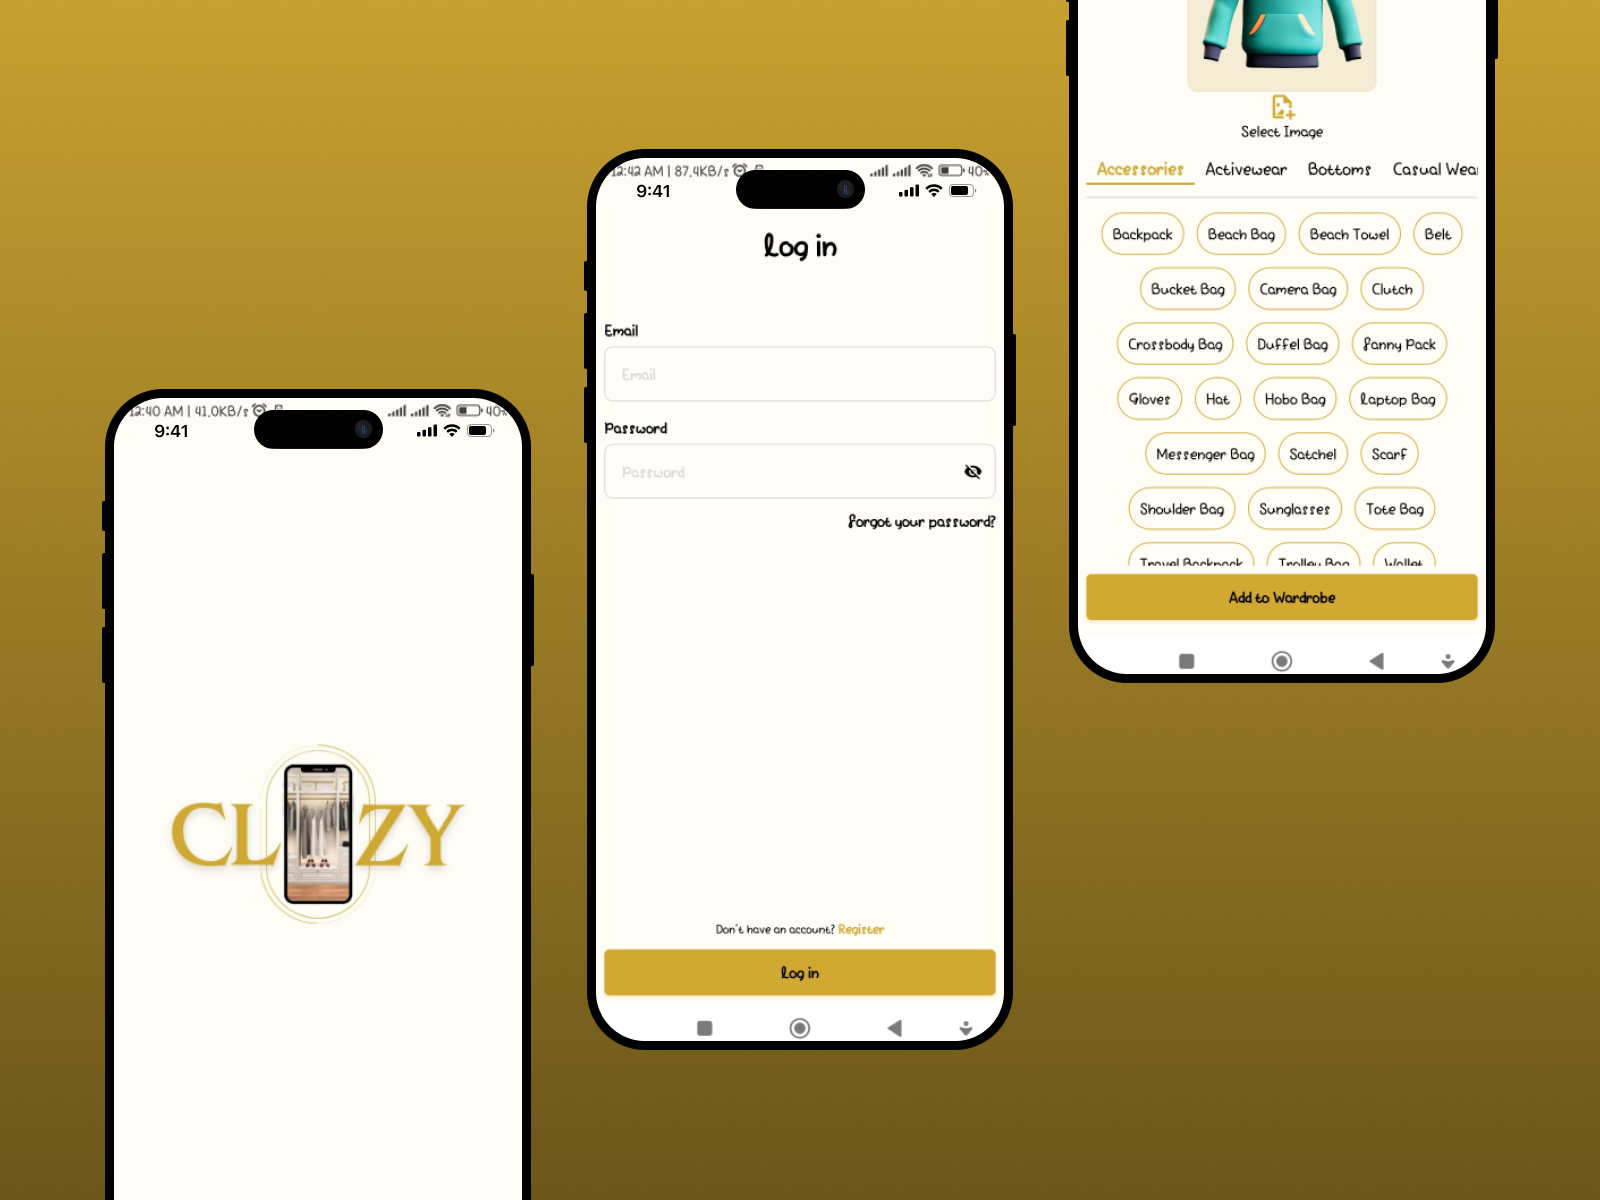 12:40 AM | 41.0KB/s
40%
9:41
CLOZY
12:42 AM | 87.4KB/s
40%
9:41
Log in
Email
Email
Password
Password
Forgot your password?
Don't have an account? Register
Log in
Select Image
Accessories Activewear Bottoms Casual Wear
Backpack Beach Bag Beach Towel Belt
Bucket Bag Camera Bag Clutch
Crossbody Bag Duffel Bag Fanny Pack
Gloves Hat Hobo Bag Laptop Bag
Messenger Bag Satchel Scarf
Shoulder Bag Sunglasses Tote Bag
Travel Backpack Trolley Bag Wallet
Add to Wardrobe